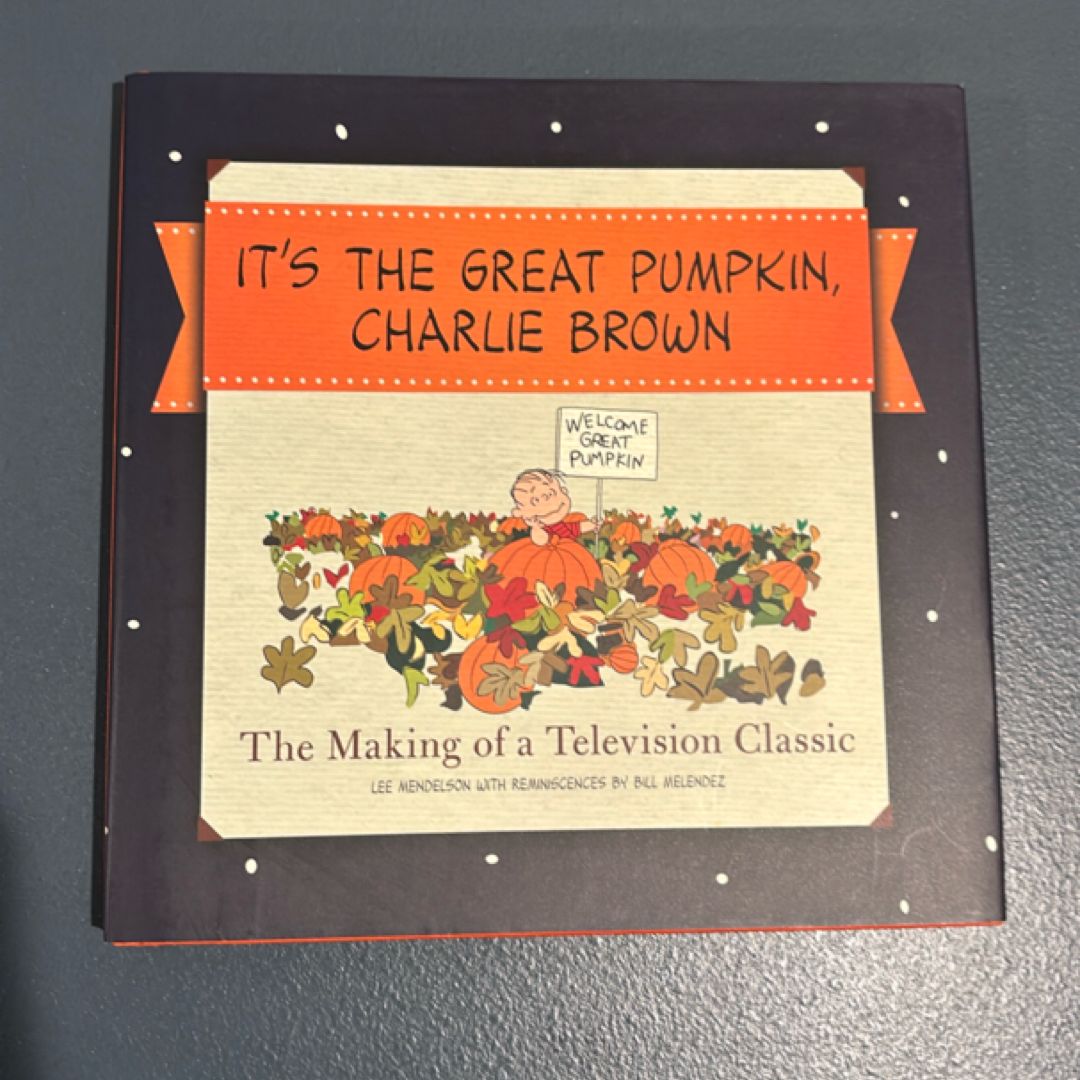 IT'S THE GREAT PUMPKIN,
CHARLIE BROWN
WELCOME
GREAT
PUMPKIN
The Making of a Television Classic
LEE MENDELSON WITH REMINISCENCES BY BILL MELENDEZ